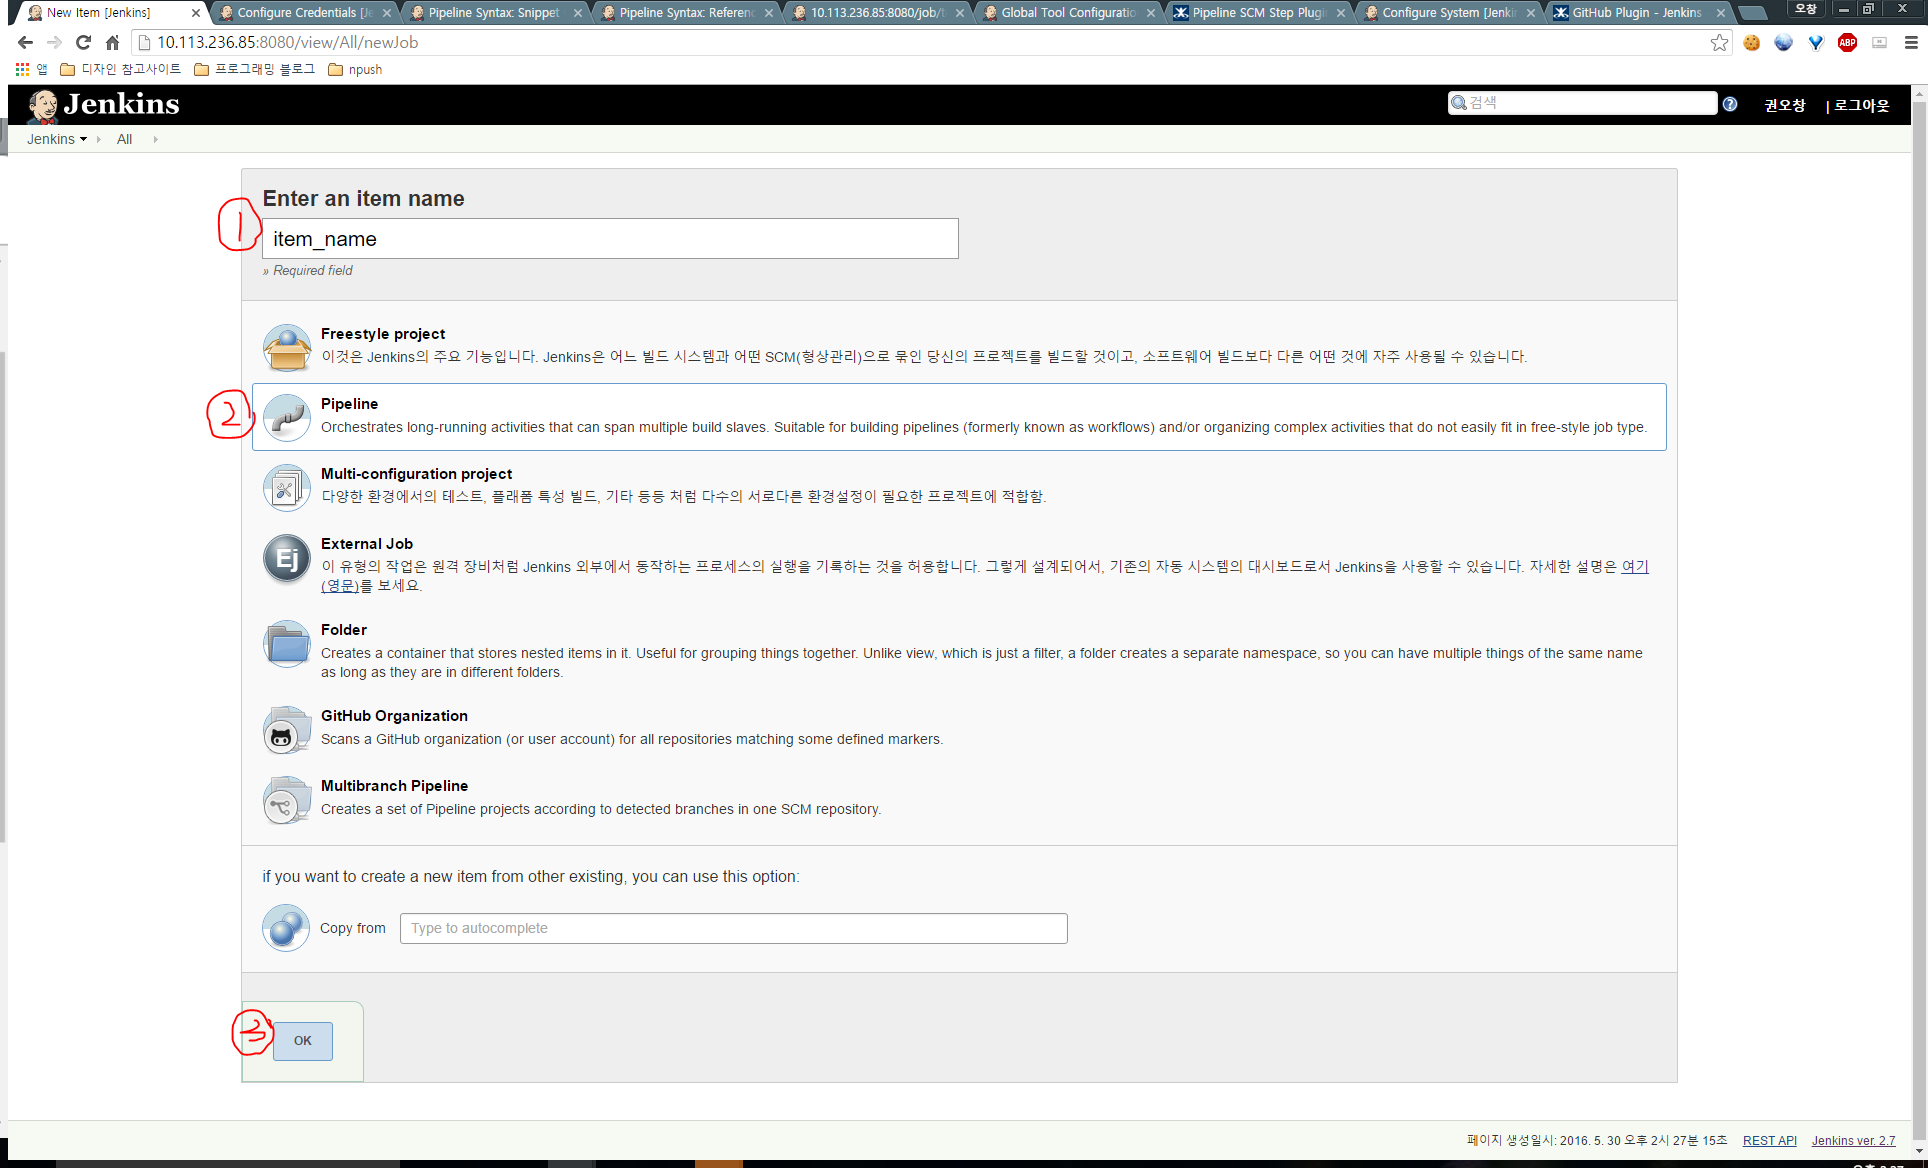 New Item [Jenkins]
Configure Credentials [Je
Pipeline Syntax: Snippet
Pipeline Syntax: Referenc
10.113.236.85:8080/job/t
Global Tool Configuratio
Pipeline SCM Step Plugi
Configure System [Jenkin
GitHub Plugin - Jenkins
오창
10.113.236.85:8080/view/All/newJob
ABP
앱
디자인 참고사이트
프로그래밍 블로그
npush
Jenkins
검색
?
권오창
| 로그아웃
Jenkins
All
Enter an item name
1
item_name
» Required field
Freestyle project
이것은 Jenkins의 주요 기능입니다. Jenkins은 어느 빌드 시스템과 어떤 SCM(형상관리)으로 묶인 당신의 프로젝트를 빌드할 것이고, 소프트웨어 빌드보다 다른 어떤 것에 자주 사용될 수 있습니다.
2
Pipeline
Orchestrates long-running activities that can span multiple build slaves. Suitable for building pipelines (formerly known as workflows) and/or organizing complex activities that do not easily fit in free-style job type.
Multi-configuration project
다양한 환경에서의 테스트, 플래폼 특성 빌드, 기타 등등 처럼 다수의 서로다른 환경설정이 필요한 프로젝트에 적합함.
Ej
External Job
이 유형의 작업은 원격 장비처럼 Jenkins 외부에서 동작하는 프로세스의 실행을 기록하는 것을 허용합니다. 그렇게 설계되어서, 기존의 자동 시스템의 대시보드로서 Jenkins을 사용할 수 있습니다. 자세한 설명은 여기
(영문)를 보세요.
Folder
Creates a container that stores nested items in it. Useful for grouping things together. Unlike view, which is just a filter, a folder creates a separate namespace, so you can have multiple things of the same name
as long as they are in different folders.
GitHub Organization
Scans a GitHub organization (or user account) for all repositories matching some defined markers.
Multibranch Pipeline
Creates a set of Pipeline projects according to detected branches in one SCM repository.
if you want to create a new item from other existing, you can use this option:
Copy from
Type to autocomplete
3
OK
페이지 생성일시: 2016. 5. 30 오후 2시 27분 15초
REST API
Jenkins ver. 2.7